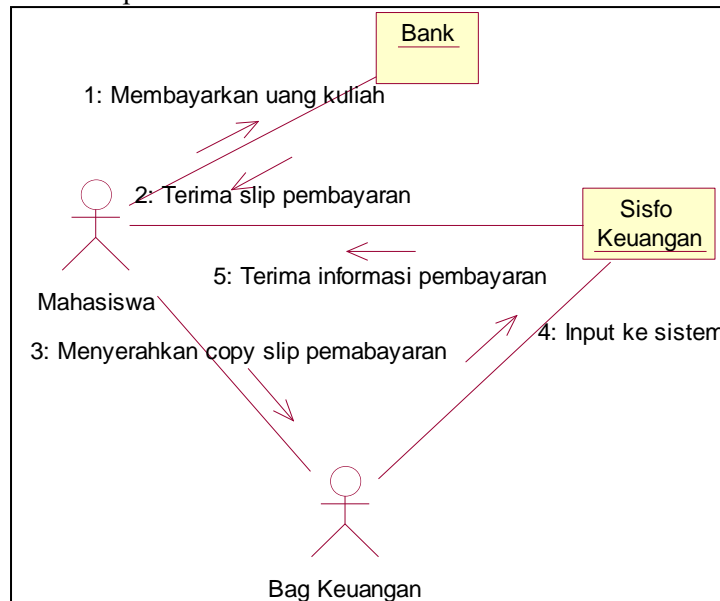 Bank
1: Membayarkan uang kuliah
2: Terima slip pembayaran
Sisfo
Keuangan
5: Terima informasi pembayaran
Mahasiswa
4: Input ke sistem
3: Menyerahkan copy slip pemabayaran
Bag Keuangan